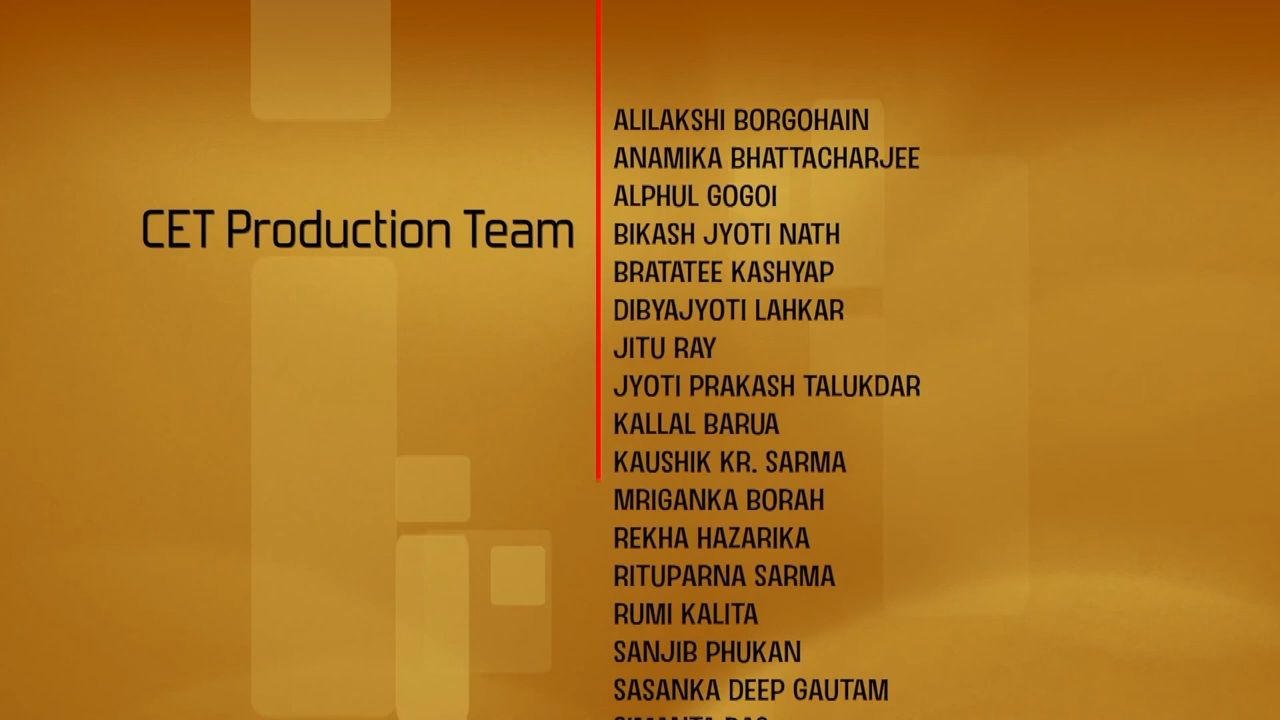 CET Production Team
ALILAKSHI BORGOHAIN
ANAMIKA BHATTACHARJEE
ALPHUL GOGOI
BIKASH JYOTI NATH
BRATATEE KASHYAP
DIBYAJYOTI LAHKAR
JITU RAY
JYOTI PRAKASH TALUKDAR
KALLAL BARUA
KAUSHIK KR. SARMA
MRIGANKA BORAH
REKHA HAZARIKA
RITUPARNA SARMA
RUMI KALITA
SANJIB PHUKAN
SASANKA DEEP GAUTAM